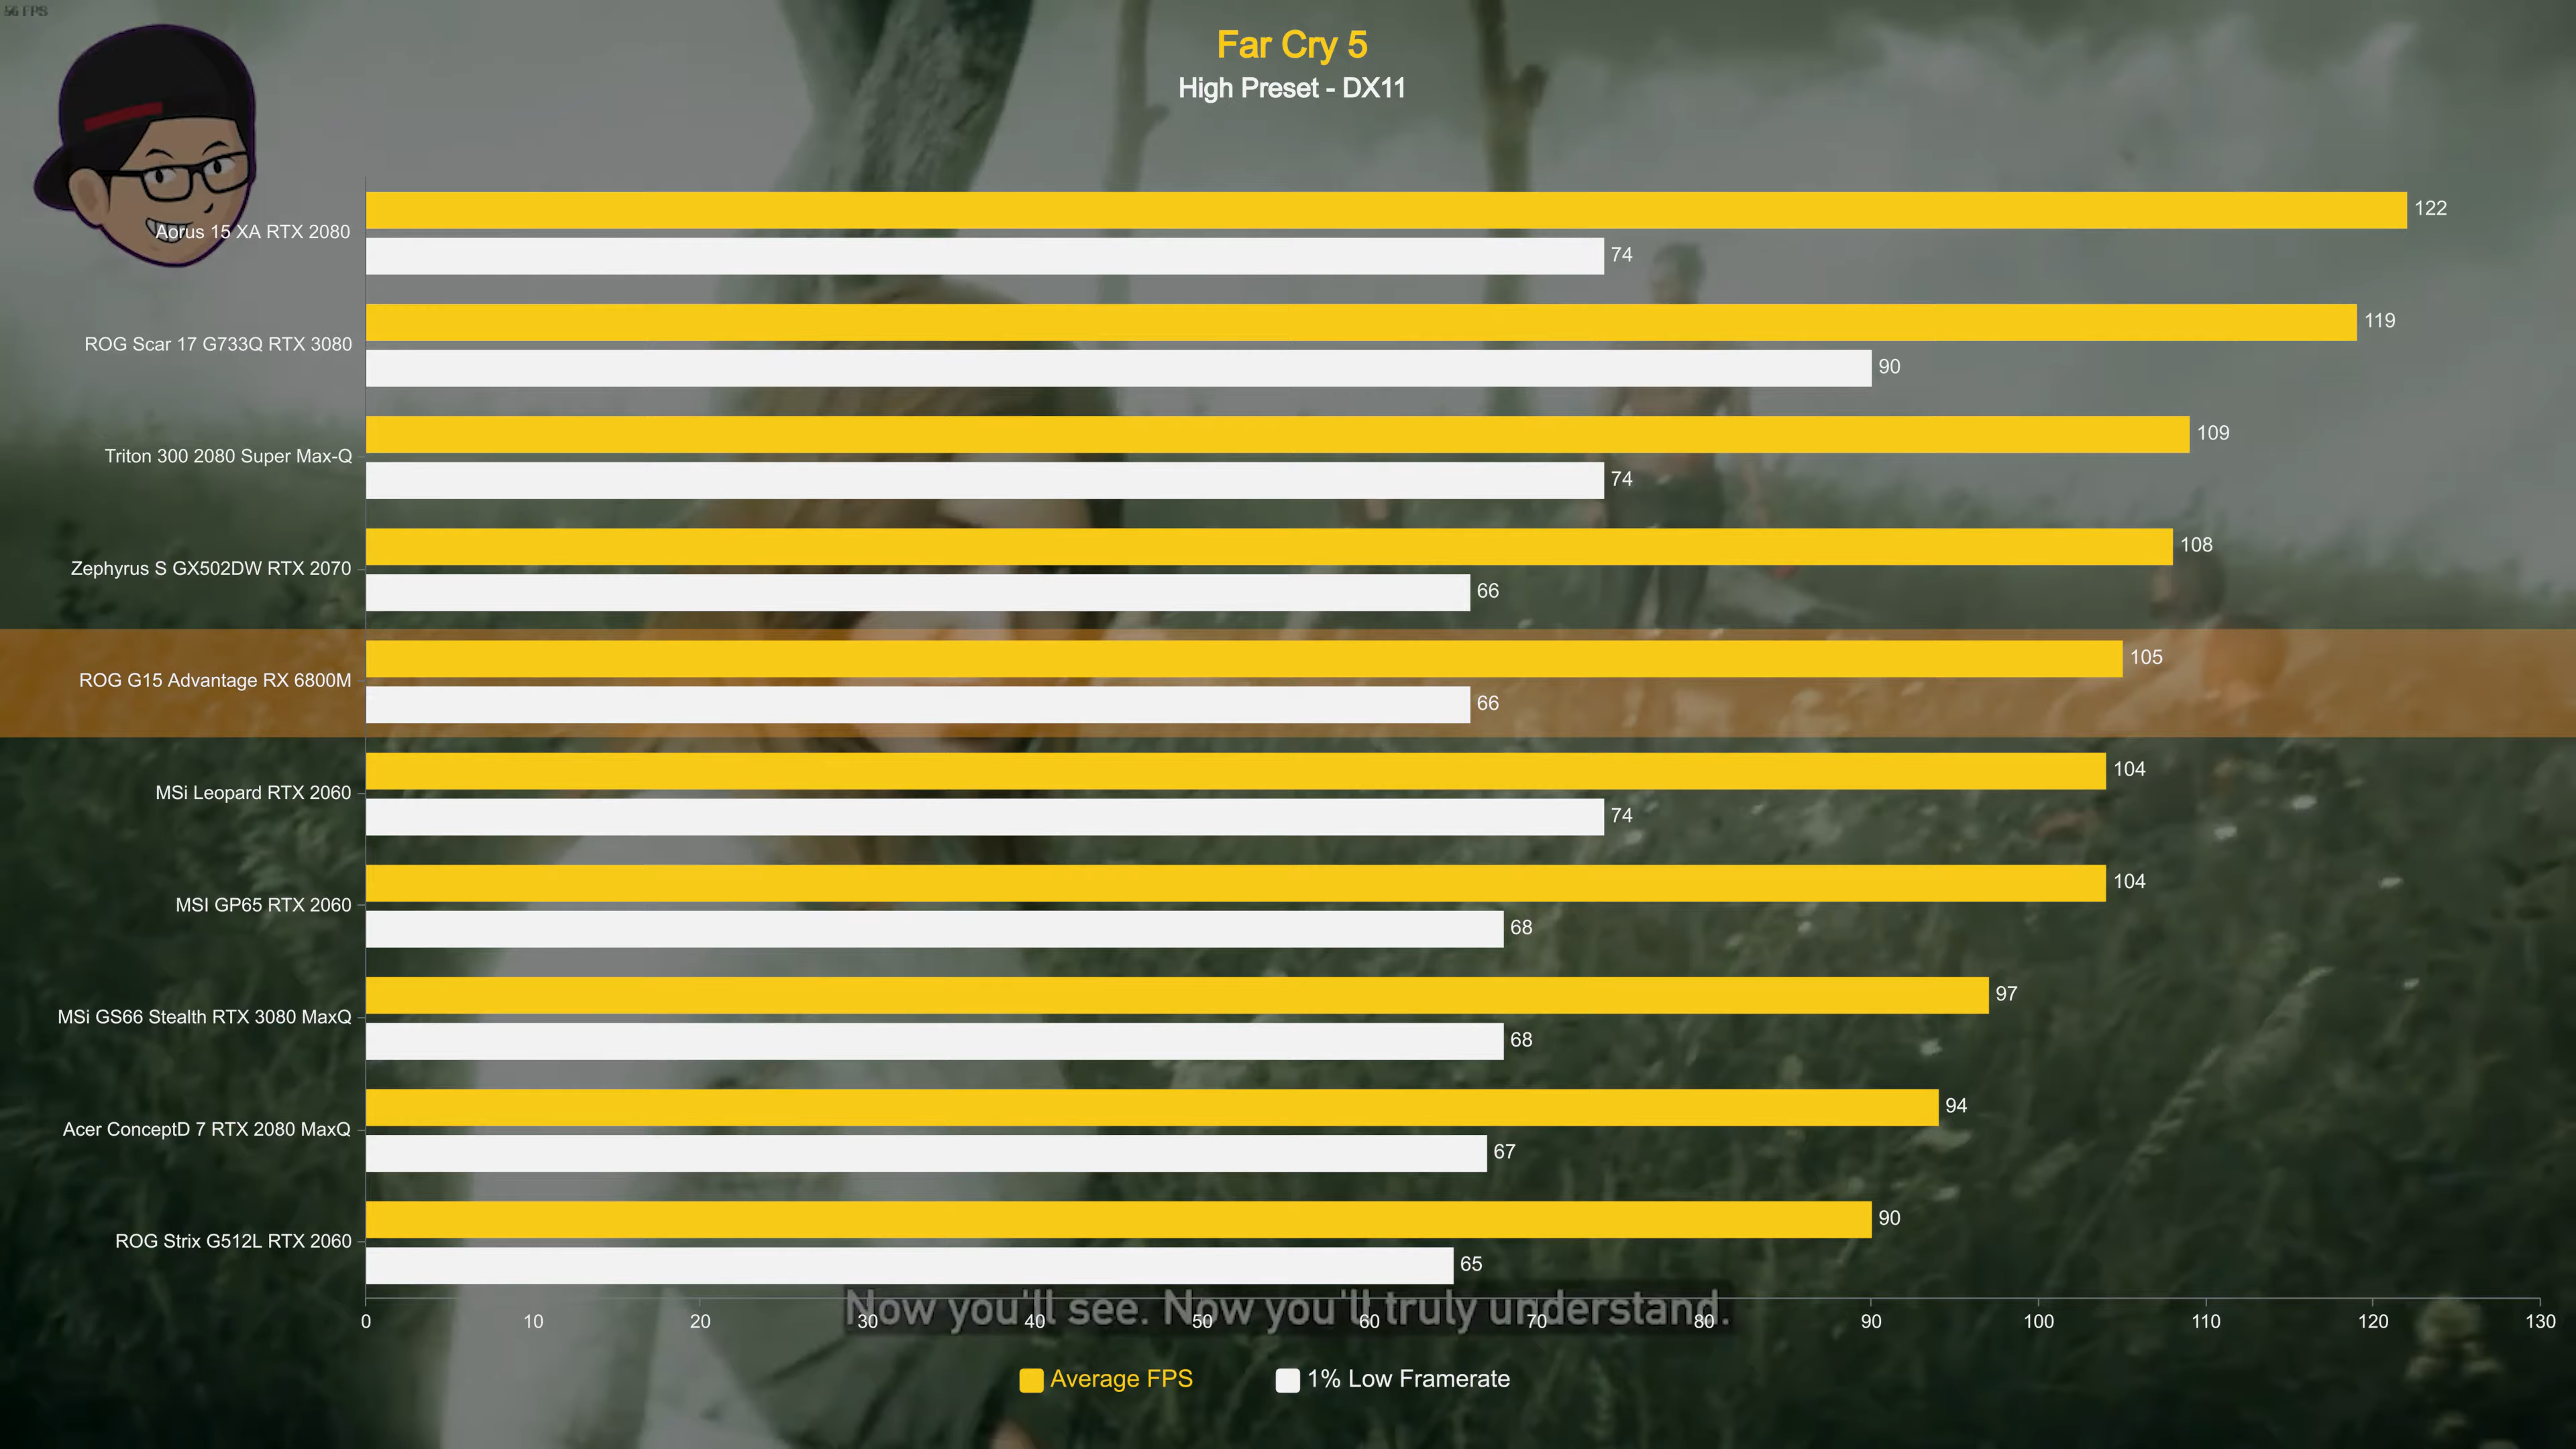 56 FPS
Far Cry 5
High Preset - DX11
Aorus 15 XA RTX 2080
122
74
ROG Scar 17 G733Q RTX 3080
119
90
Triton 300 2080 Super Max-Q
109
74
Zephyrus S GX502DW RTX 2070
108
66
ROG G15 Advantage RX 6800M
105
66
MSi Leopard RTX 2060
104
74
MSI GP65 RTX 2060
104
68
MSi GS66 Stealth RTX 3080 MaxQ
97
68
Acer ConceptD 7 RTX 2080 MaxQ
94
67
ROG Strix G512L RTX 2060
90
65
Now you'll see. Now you'll truly understand.
0 10 20 30 40 50 60 70 80 90 100 110 120 130
Average FPS 1% Low Framerate